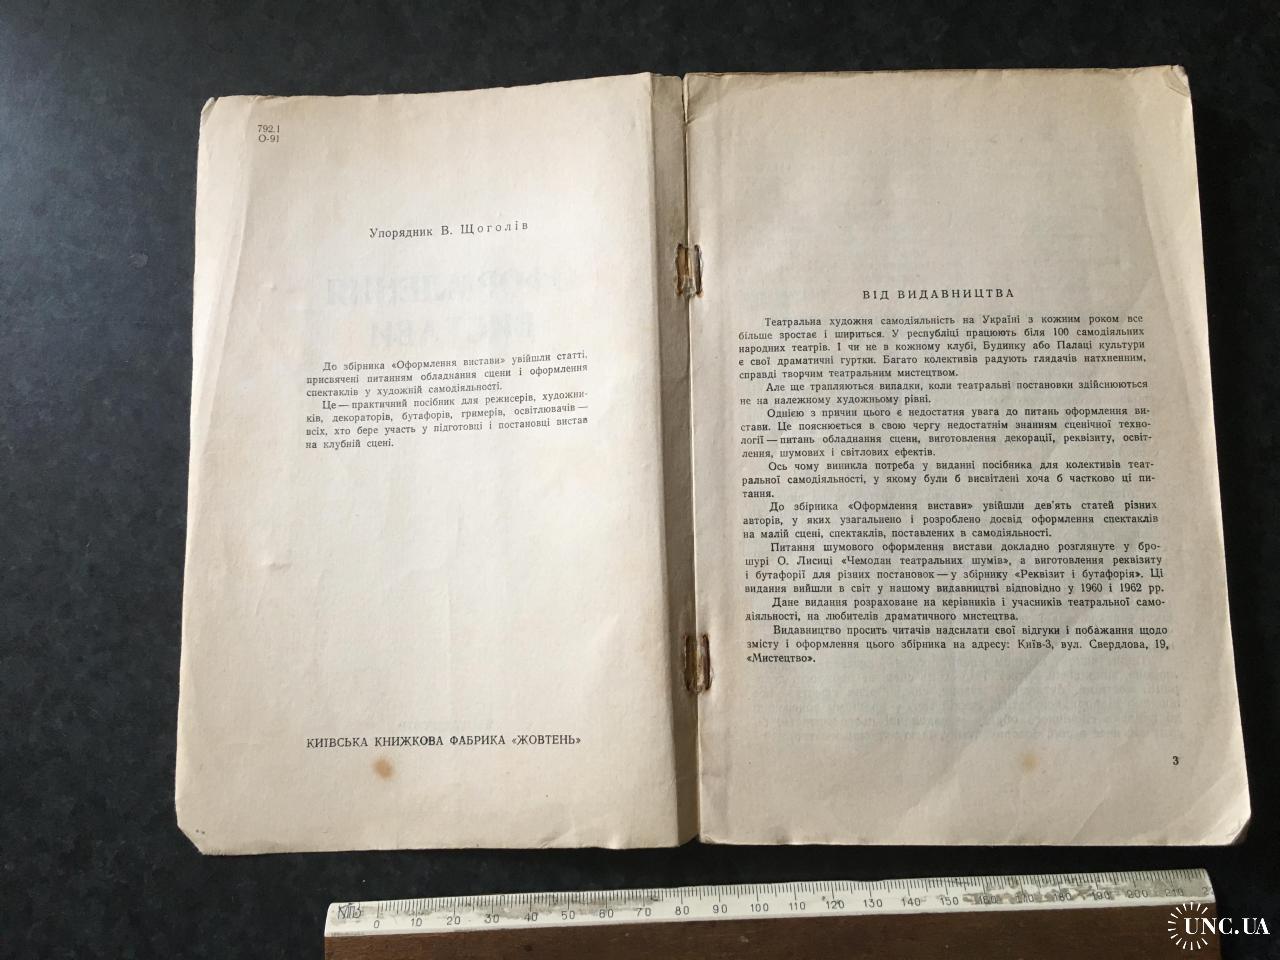 792.1
О-91
Упорядник В. Щоголів
До збірника «Оформлення вистави» увійшли статті,
присвячені питанням обладнання сцени і оформлення
спектаклів у художній самодіяльності.
Це — практичний посібник для режисерів, художни-
ків, декораторів, бутафорів, гримерів, освітлювачів —
всіх, хто бере участь у підготовці і постановці вистав
на клубній сцені.
КИЇВСЬКА КНИЖКОВА ФАБРИКА «ЖОВТЕНЬ»
ВІД ВИДАВНИЦТВА
Театральна художня самодіяльність на Україні з кожним роком все
більше зростає і шириться. У республіці працюють біля 100 самодіяльних
народних театрів. І чи не в кожному клубі, Будинку або Палаці культури
є свої драматичні гуртки. Багато колективів радують глядачів натхненним,
справді творчим театральним мистецтвом.
Але ще трапляються випадки, коли театральні постановки здійснюються
не на належному художньому рівні.
Однією з причин цього є недостатня увага до питань оформлення ви-
стави. Це пояснюється в свою чергу недостатнім знанням сценічної техно-
логії — питань обладнання сцени, виготовлення декорації, реквізиту, освіт-
лення, шумових і світлових ефектів.
Ось чому виникла потреба у виданні посібника для колективів теат-
ральної самодіяльності, у якому були б висвітлені хоча б частково ці пи-
тання.
До збірника «Оформлення вистави» увійшли дев'ять статей різних
авторів, у яких узагальнено і розроблено досвід оформлення спектаклів
на малій сцені, спектаклів, поставлених в самодіяльності.
Питання шумового оформлення вистави докладно розглянуте у бро-
шурі О. Лисиці «Чемодан театральних шумів», а виготовлення реквізиту
і бутафорії для різних постановок — у збірнику «Реквізит і бутафорія». Ці
видання вийшли в світ у нашому видавництві відповідно у 1960 і 1962 рр.
Дане видання розраховане на керівників і учасників театральної само-
діяльності, на любителів драматичного мистецтва.
Видавництво просить читачів надсилати свої відгуки і побажання щодо
змісту і оформлення цього збірника на адресу: Київ-3, вул. Свердлова, 19,
«Мистецтво».
3
0 10 20 30 40 50 60 70 80 90 100 110 120 130 140 150 160 170 180 190 200 210
UNC.UA